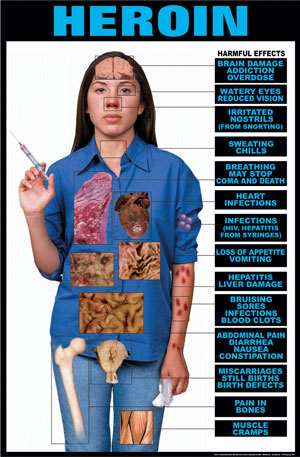 HEROIN
HARMFUL EFFECTS
BRAIN DAMAGE
ADDICTION
OVERDOSE
WATERY EYES
REDUCED VISION
IRRITATED
NOSTRILS
(FROM SNORTING)
SWEATING
CHILLS
BREATHING
MAY STOP
COMA AND DEATH
HEART
INFECTIONS
INFECTIONS
(HIV, HEPATITIS
FROM SYRINGES)
LOSS OF APPETITE
VOMITING
HEPATITIS
LIVER DAMAGE
BRUISING
SORES
INFECTIONS
BLOOD CLOTS
ABDOMINAL PAIN
DIARRHEA
NAUSEA
CONSTIPATION
MISCARRIAGES
STILL BIRTHS
BIRTH DEFECTS
PAIN IN
BONES
MUSCLE
CRAMPS